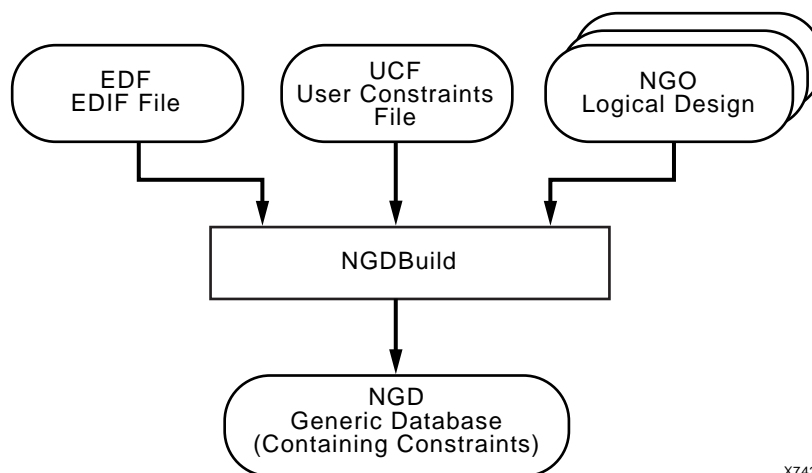 EDF
EDIF File
UCF
User Constraints
File
NGO
Logical Design
NGDBuild
NGD
Generic Database
(Containing Constraints)